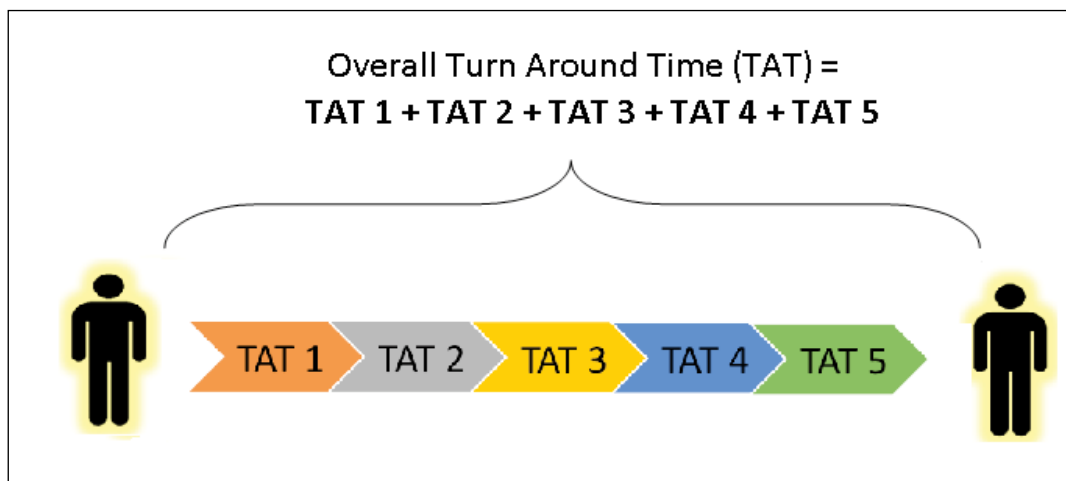 Overall Turn Around Time (TAT) =
TAT 1 + TAT 2 + TAT 3 + TAT 4 + TAT 5
TAT 1 TAT 2 TAT 3 TAT 4 TAT 5